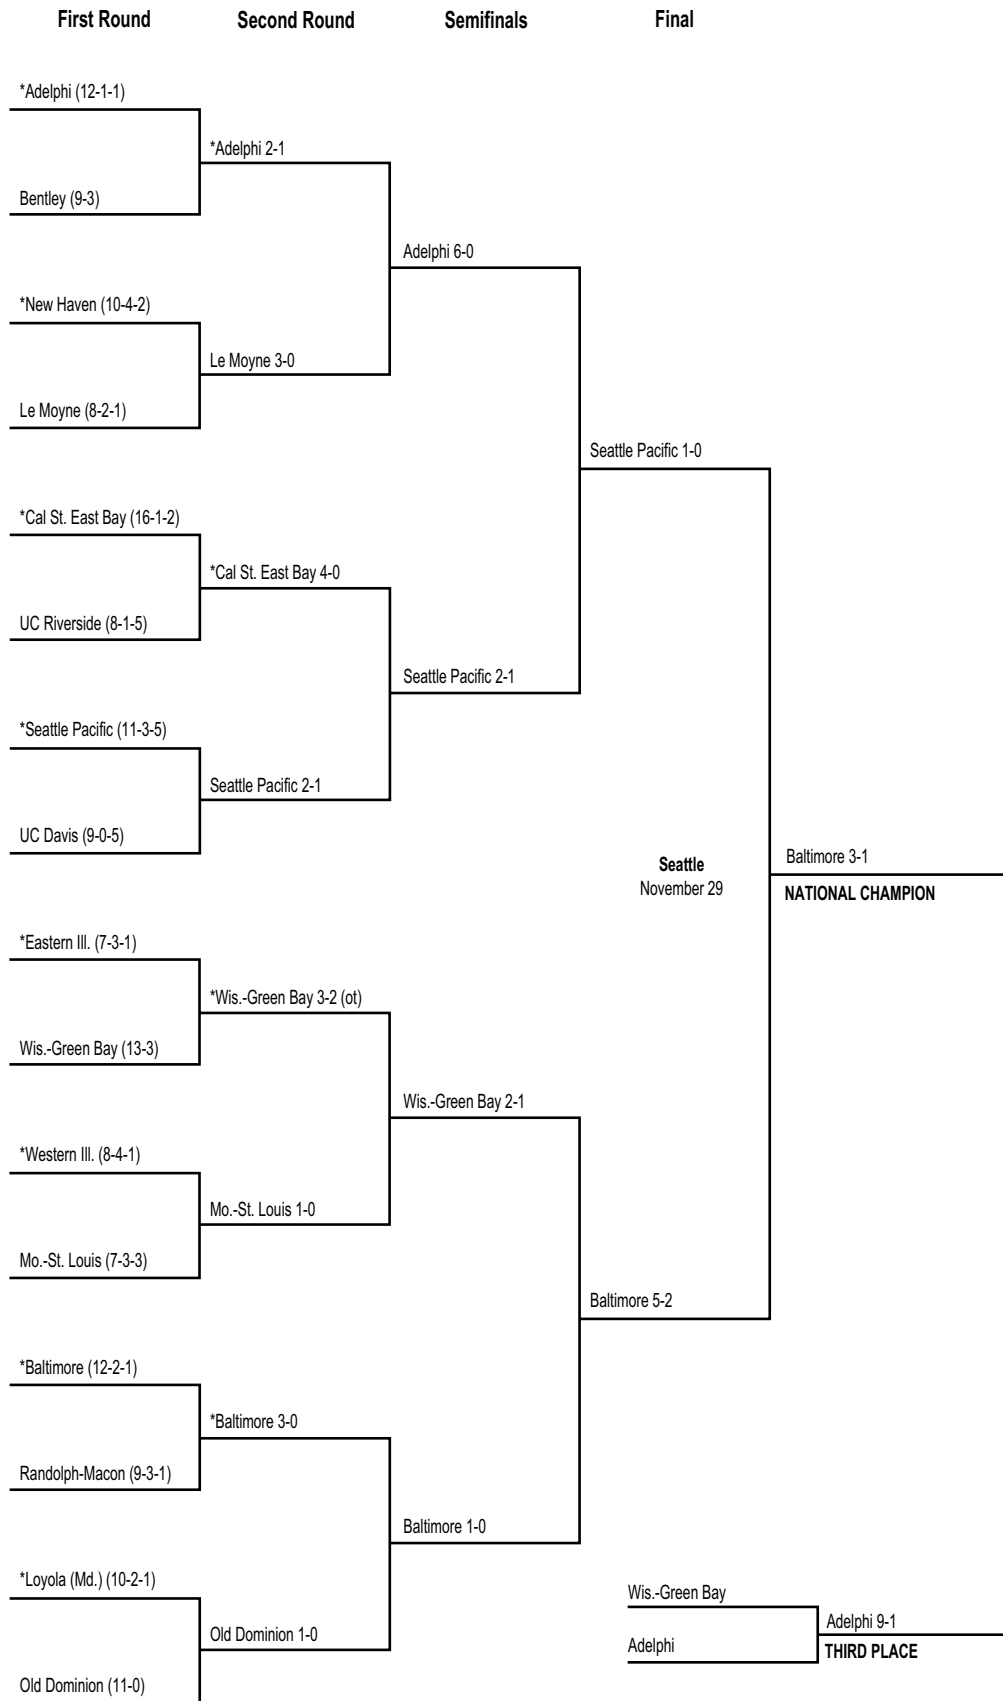 First Round
Second Round
Semifinals
Final
*Adelphi (12-1-1)
*Adelphi 2-1
Bentley (9-3)
Adelphi 6-0
*New Haven (10-4-2)
Le Moyne 3-0
Le Moyne (8-2-1)
Seattle Pacific 1-0
*Cal St. East Bay (16-1-2)
*Cal St. East Bay 4-0
UC Riverside (8-1-5)
Seattle Pacific 2-1
*Seattle Pacific (11-3-5)
Seattle Pacific 2-1
UC Davis (9-0-5)
Seattle
November 29
Baltimore 3-1
NATIONAL CHAMPION
*Eastern Ill. (7-3-1)
*Wis.-Green Bay 3-2 (ot)
Wis.-Green Bay (13-3)
Wis.-Green Bay 2-1
*Western Ill. (8-4-1)
Mo.-St. Louis 1-0
Mo.-St. Louis (7-3-3)
Baltimore 5-2
*Baltimore (12-2-1)
*Baltimore 3-0
Randolph-Macon (9-3-1)
Baltimore 1-0
*Loyola (Md.) (10-2-1)
Old Dominion 1-0
Old Dominion (11-0)
Wis.-Green Bay
Adelphi 9-1
Adelphi
THIRD PLACE